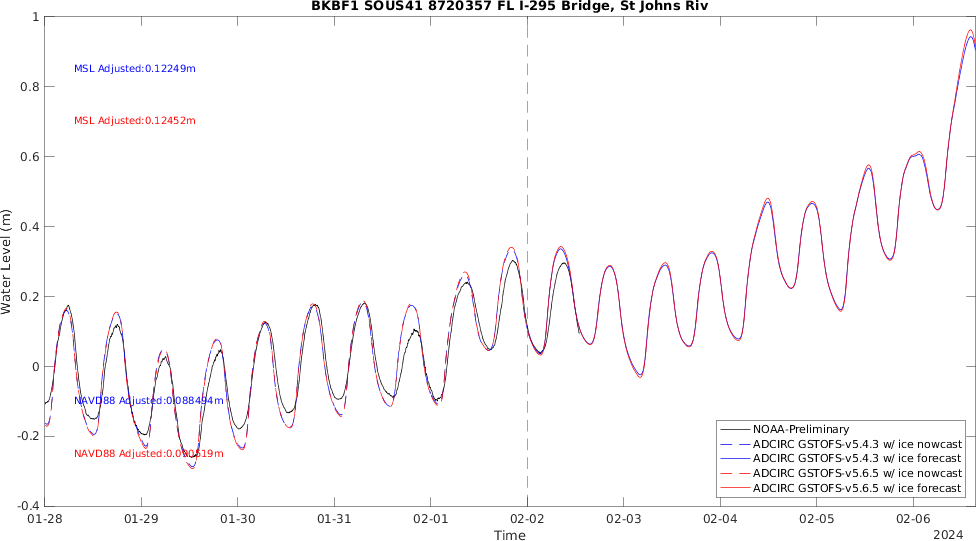 BKBF1 SOUS41 8720357 FL I-295 Bridge, St Johns Riv
1
0.8
0.6
0.4
0.2
0
-0.2
-0.4
Water Level (m)
MSL Adjusted:0.12249m
MSL Adjusted:0.12452m
NAVD88 Adjusted:0.088494m
NAVD88 Adjusted:
NOAA-Preliminary
ADCIRC GSTOFS-v5.4.3 w/ ice nowcast
ADCIRC GSTOFS-v5.4.3 w/ ice forecast
ADCIRC GSTOFS-v5.6.5 w/ ice nowcast
ADCIRC GSTOFS-v5.6.5 w/ ice forecast
01-28
01-29
01-30
01-31
02-01
02-02
02-03
02-04
02-05
02-06
Time
2024